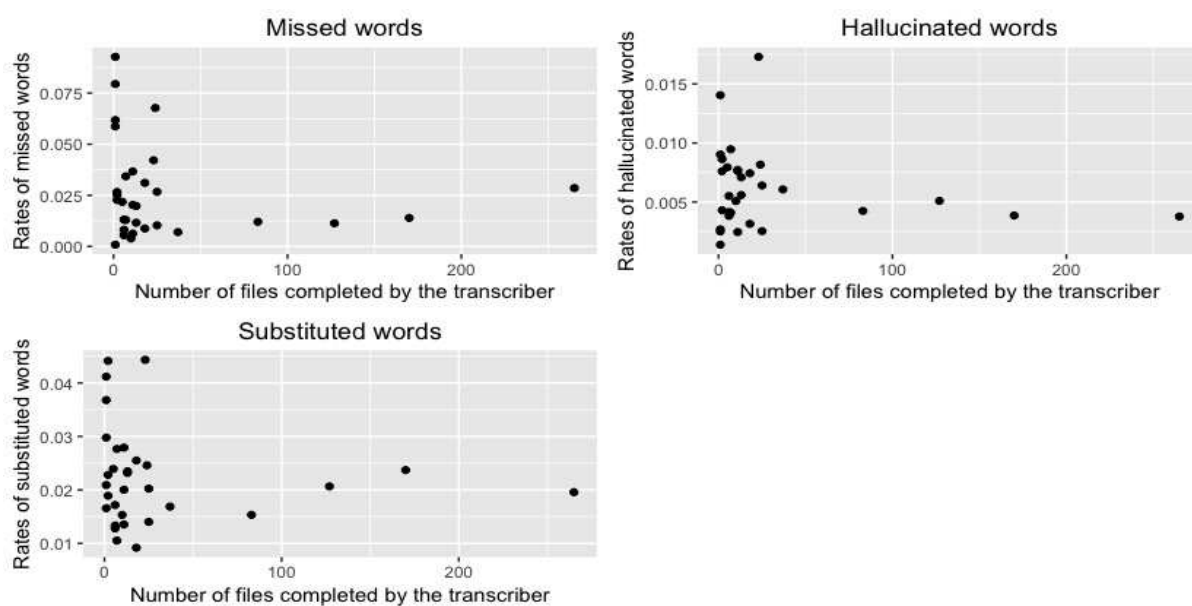 Missed words
Rates of missed words
0.075
0.050
0.025
0.000
0
100
200
Number of files completed by the transcriber
Hallucinated words
Rates of hallucinated words
0.015
0.010
0.005
0
100
200
Number of files completed by the transcriber
Substituted words
Rates of substituted words
0.04
0.03
0.02
0.01
0
100
200
Number of files completed by the transcriber